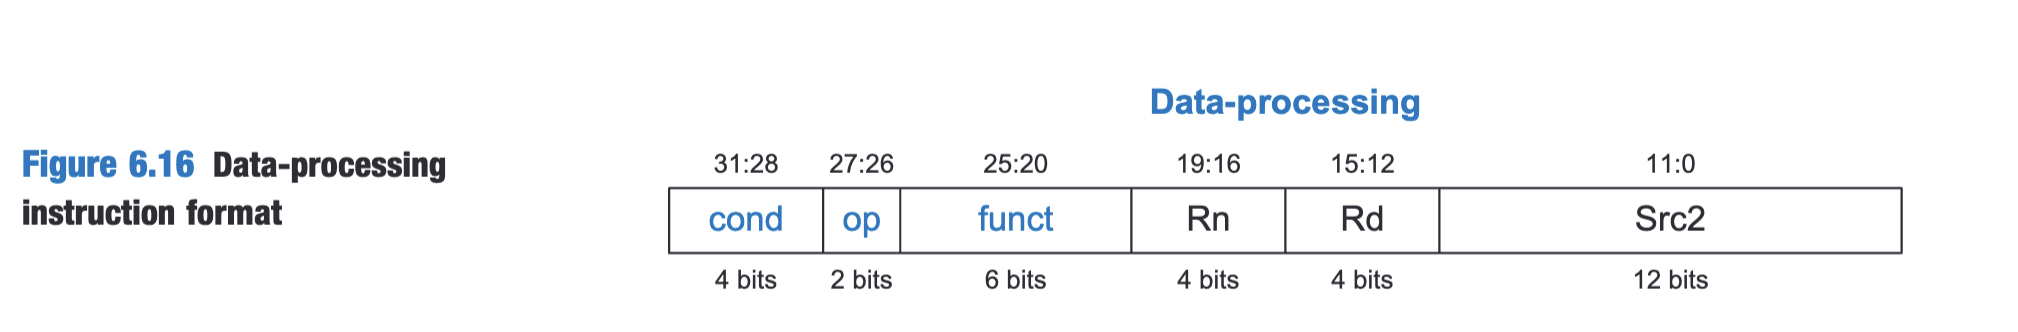 Data-processing
Figure 6.16 Data-processing
instruction format
31:28 27:26 25:20 19:16 15:12 11:0
cond op funct Rn Rd Src2
4 bits 2 bits 6 bits 4 bits 4 bits 12 bits